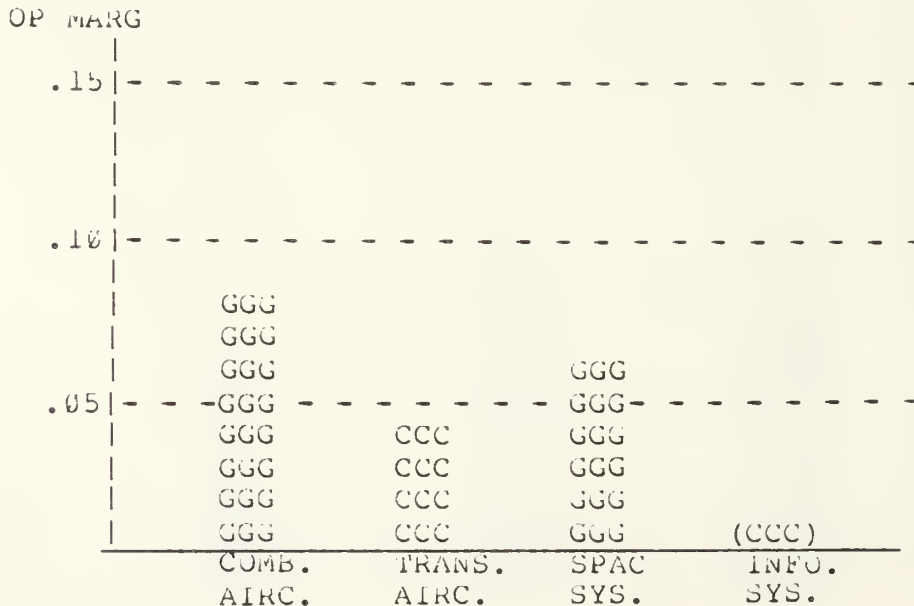 OP MARG
.15
.10
GGG
GGG
GGG GGG
.05 GGG GGG
GGG CCC GGG
GGG CCC GGG
GGG CCC GGG
GGG CCC GGG (CCC)
COMB. TRANS. SPAC INFO.
AIRC. AIRC. SYS. SYS.